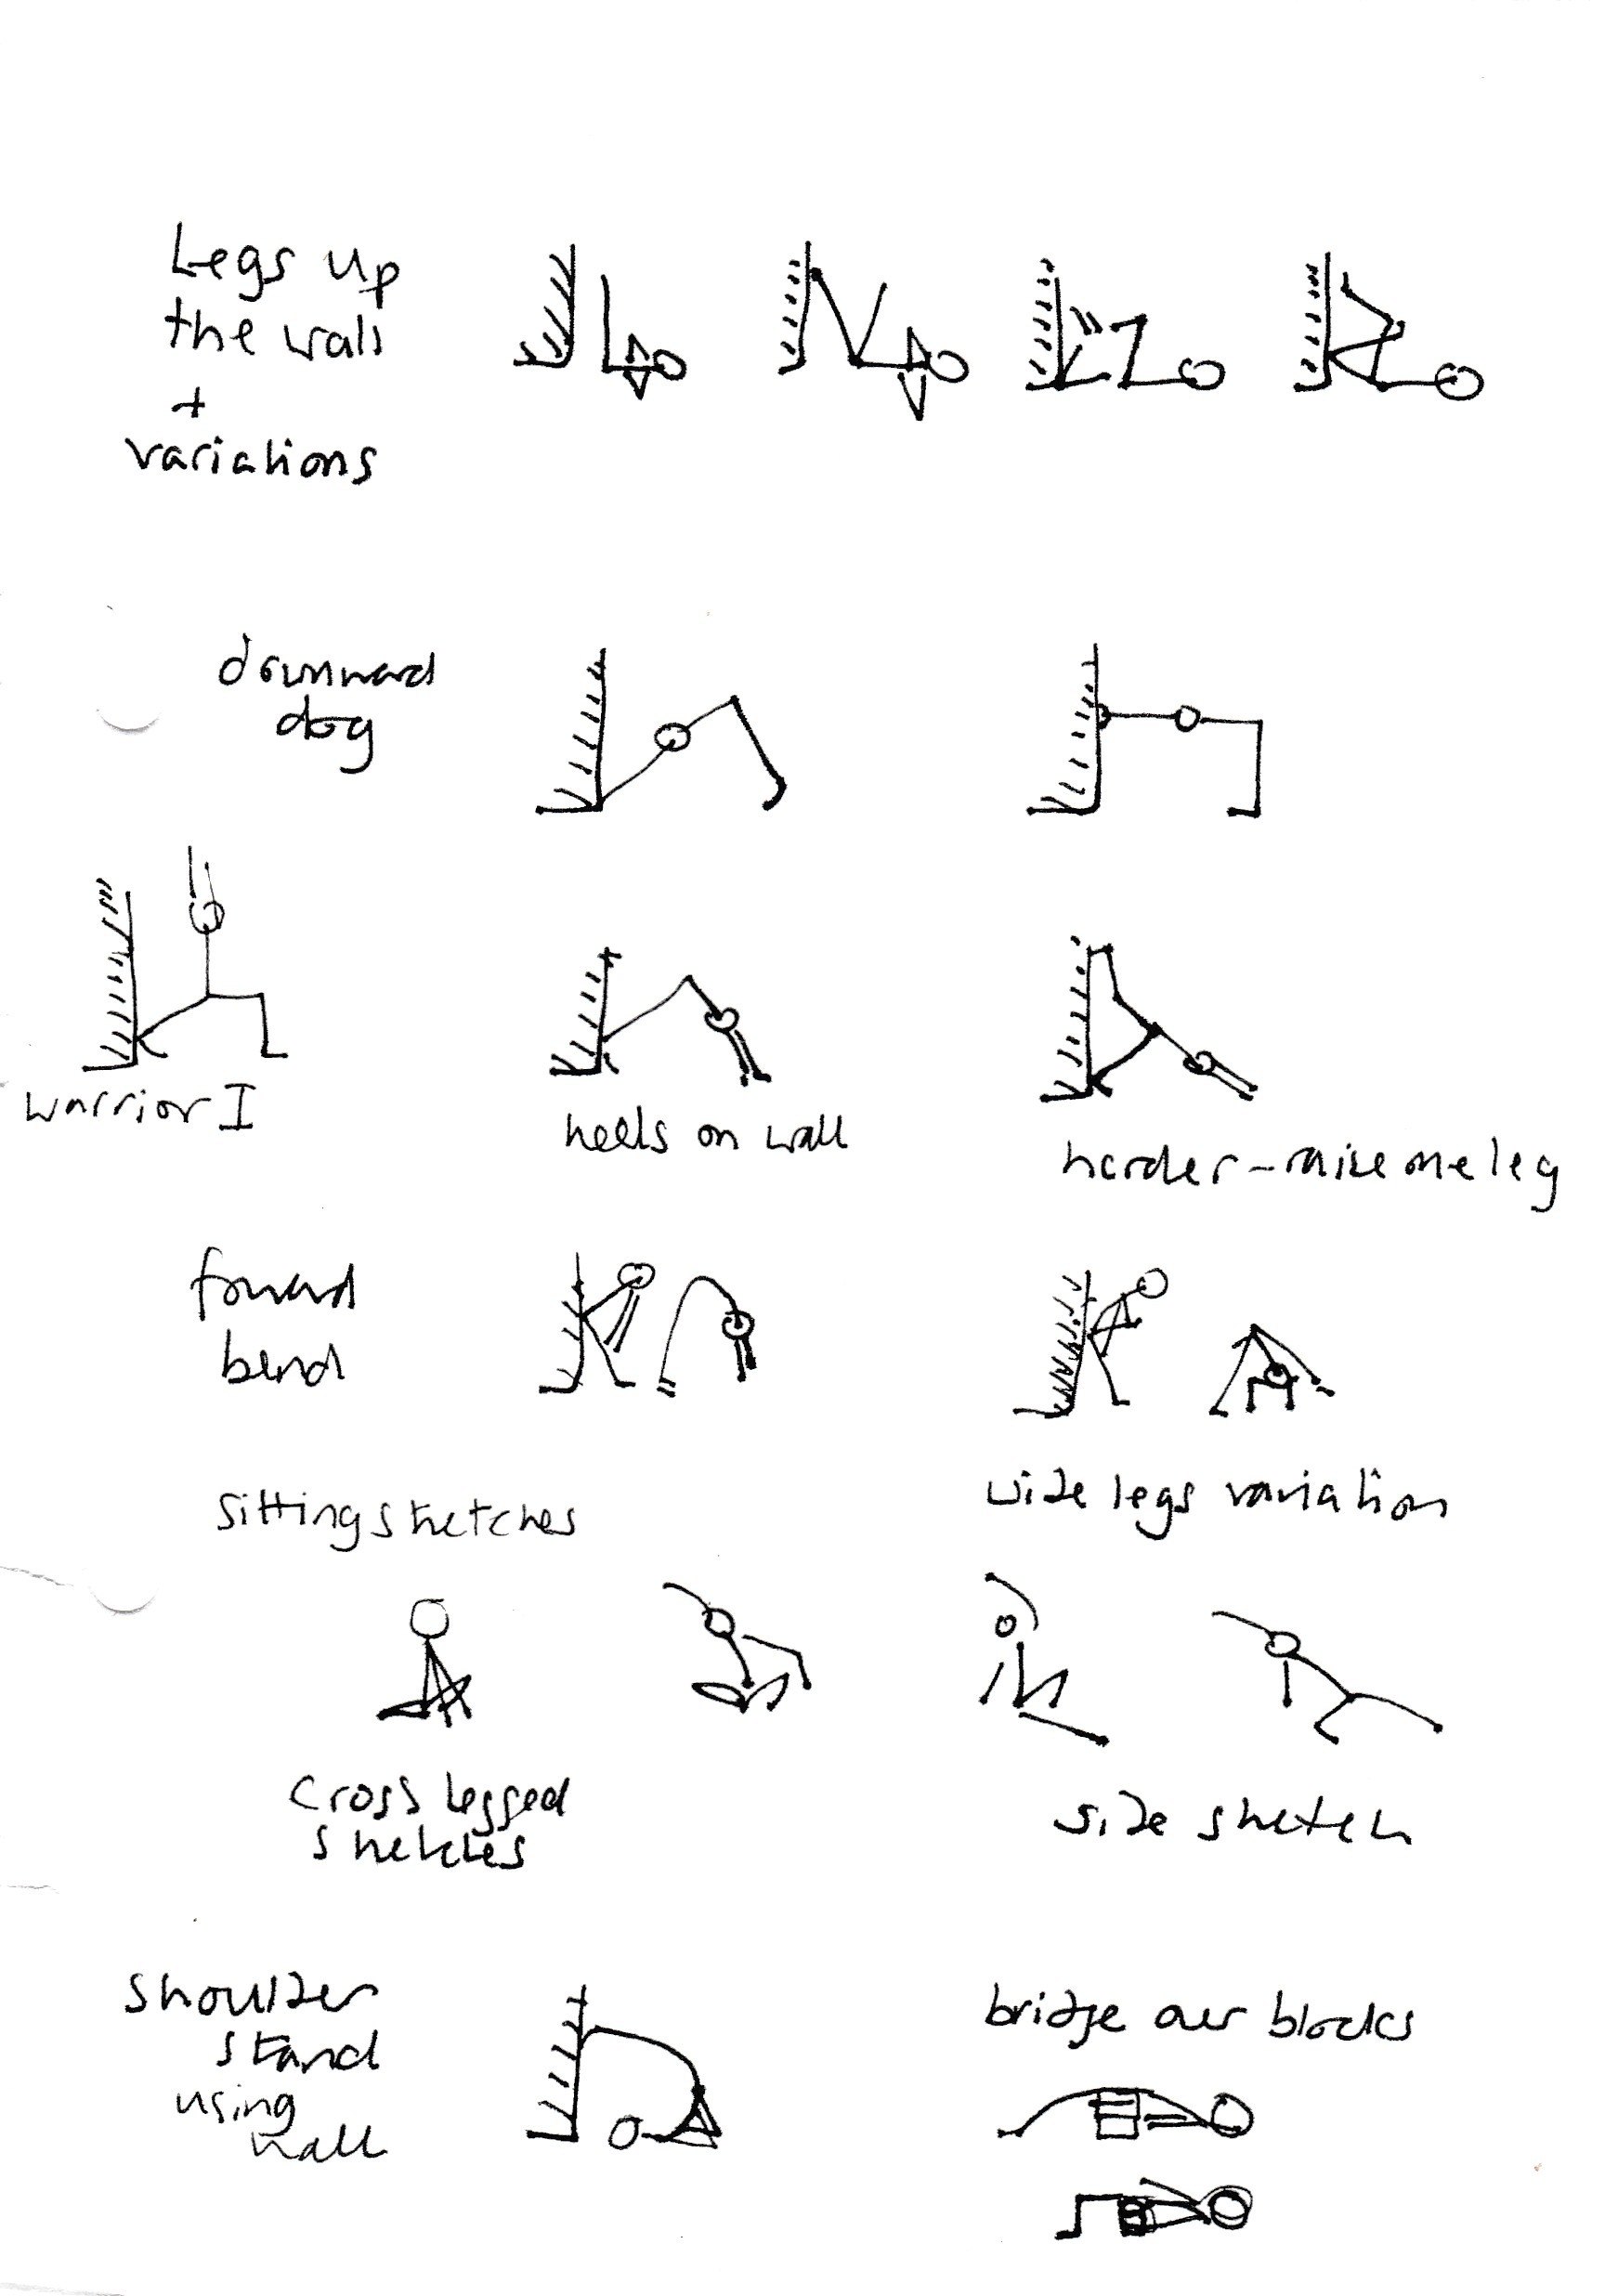 Legs up
the wall
+
variations
downward
dog
warrior I
heels on wall
harder - raise one leg
forward
bend
wide legs variation
Sitting stretches
cross legged
stretches
side stretch
Shoulder
stand
using
wall
bridge over blocks